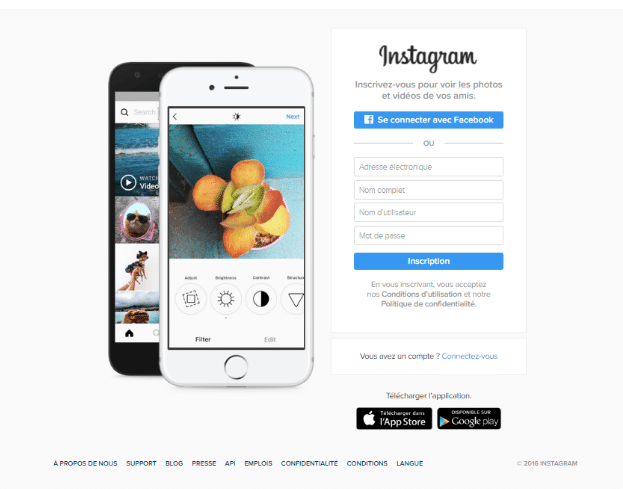 Search
WATCH
Video
Next
Adjust
Brightness
Contrast
Structure
Filter
Edit
Instagram
Inscrivez-vous pour voir les photos
et vidéos de vos amis.
Se connecter avec Facebook
OU
Adresse électronique
Nom complet
Nom d'utilisateur
Mot de passe
Inscription
En vous inscrivant, vous acceptez
nos Conditions d'utilisation et notre
Politique de confidentialité.
Vous avez un compte ? Connectez-vous
Télécharger l'application.
Télécharger dans
l'App Store
DISPONIBLE SUR
Google play
À PROPOS DE NOUS SUPPORT BLOG PRESSE API EMPLOIS CONFIDENTIALITÉ CONDITIONS LANGUE
© 2016 INSTAGRAM